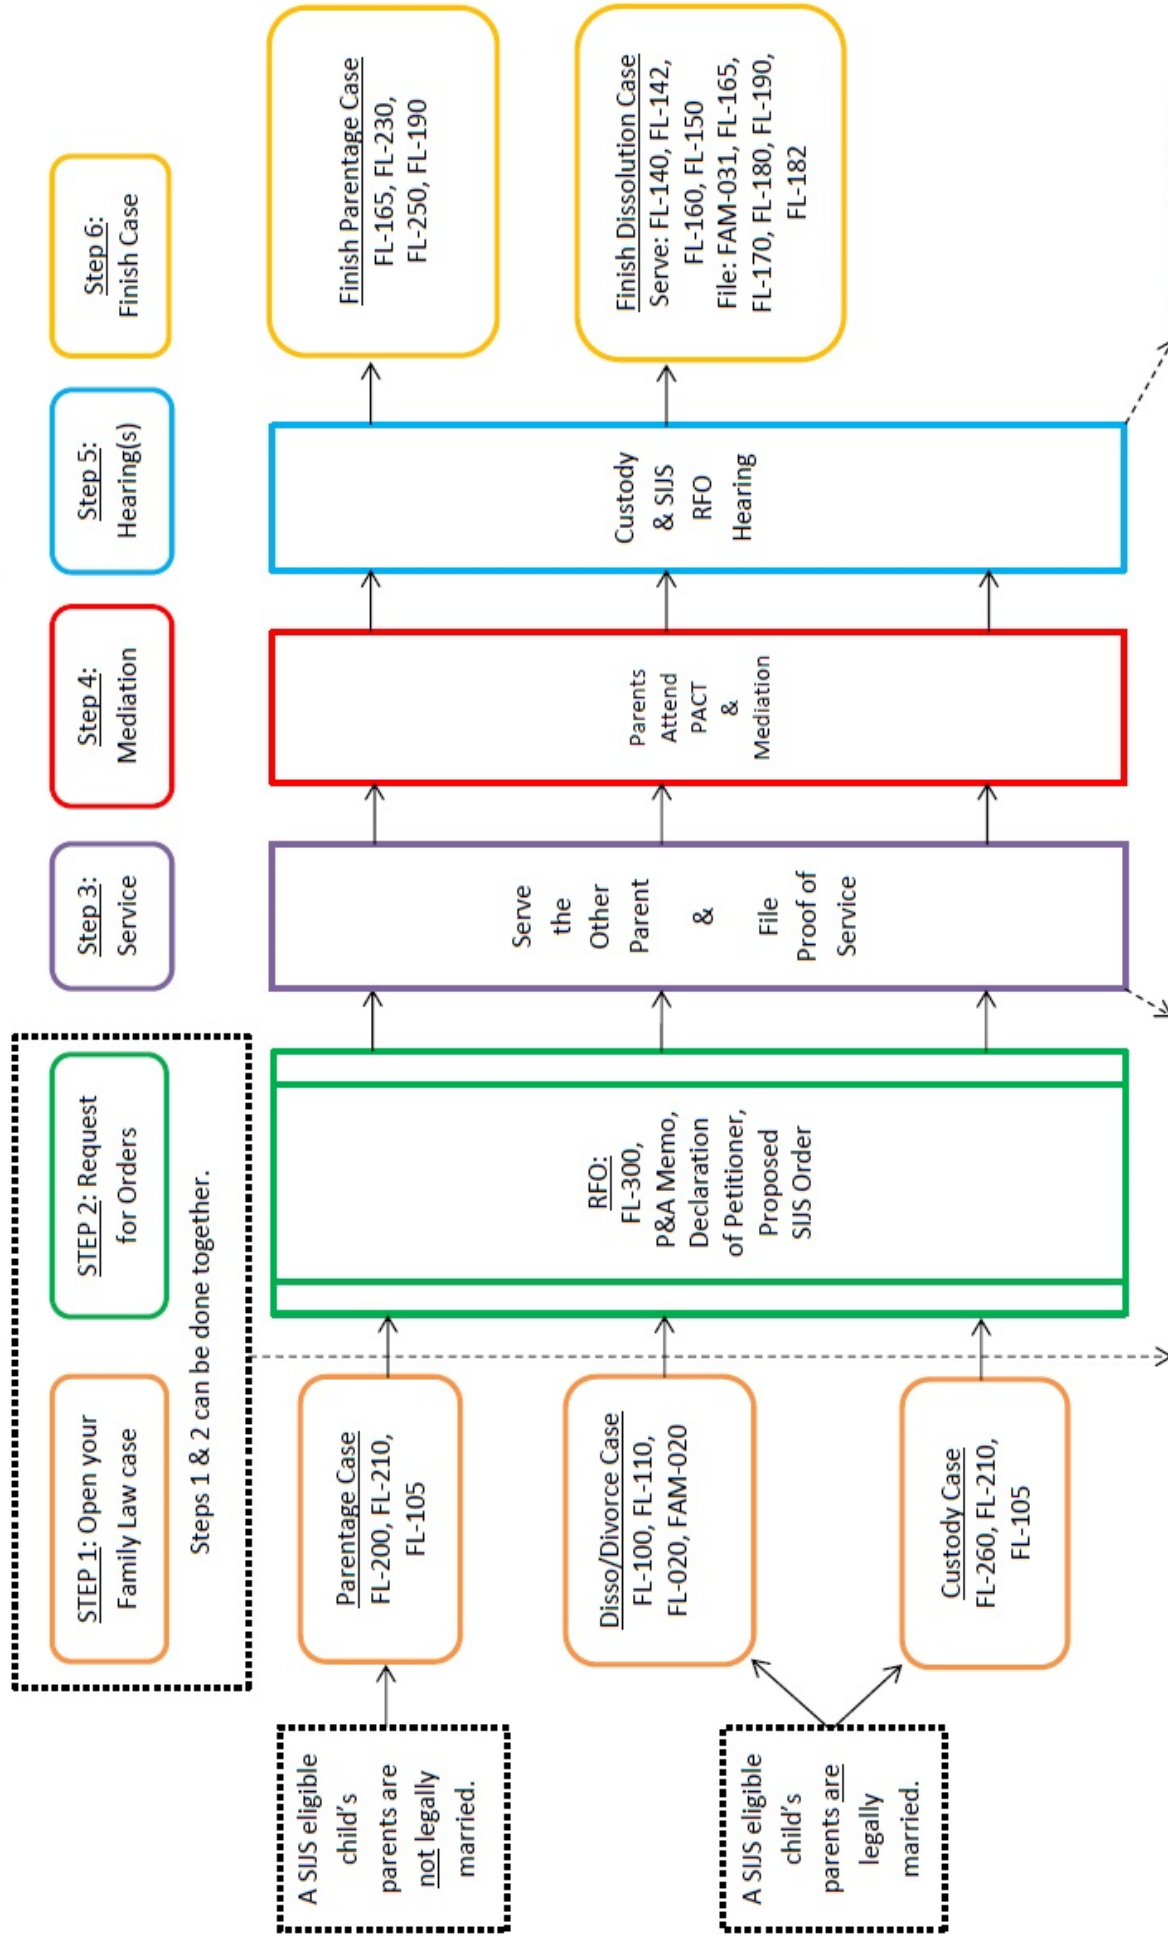 STEP 1: Open your
Family Law case
STEP 2: Request
for Orders
Steps 1 & 2 can be done together.
Step 3:
Service
Step 4:
Mediation
Step 5:
Hearing(s)
Step 6:
Finish Case
A SIJS eligible
child's
parents are
not legally
married.
A SIJS eligible
child's
parents are
legally
married.
Parentage Case
FL-200, FL-210,
FL-105
Disso/Divorce Case
FL-100, FL-110,
FL-020, FAM-020
Custody Case
FL-260, FL-210,
FL-105
RFO:
FL-300,
P&A Memo,
Declaration
of Petitioner,
Proposed
SIJS Order
Serve
the
Other
Parent
&
File
Proof of
Service
Parents
Attend
PACT
&
Mediation
Custody
& SIJS
RFO
Hearing
Finish Parentage Case
FL-165, FL-230,
FL-250, FL-190
Finish Dissolution Case
Serve: FL-140, FL-142,
FL-160, FL-150
File: FAM-031, FL-165,
FL-170, FL-180, FL-190,
FL-182